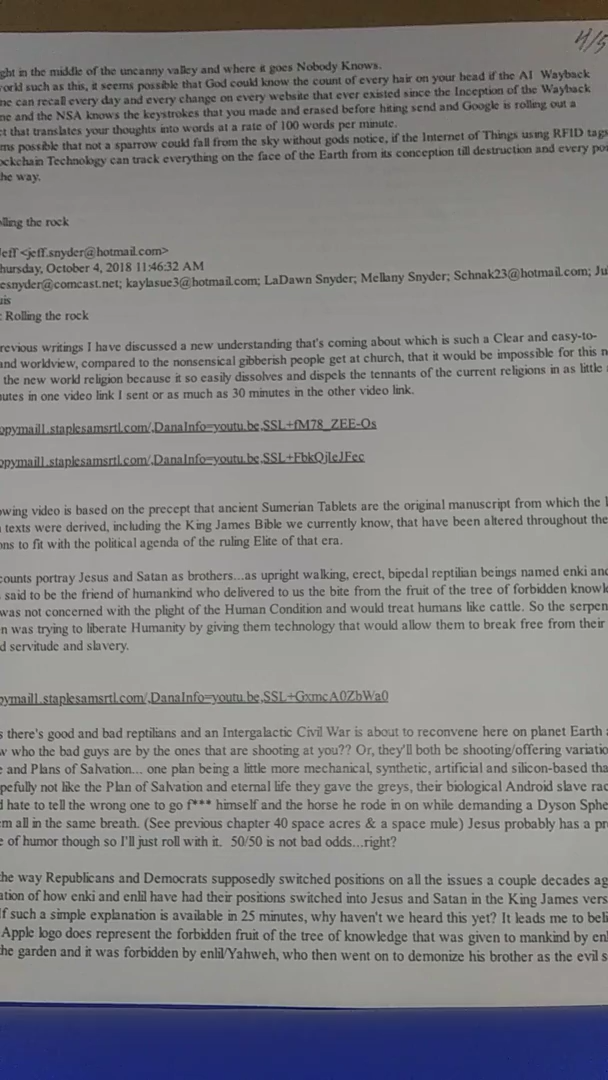 4/5
ght in the middle of the uncanny valley and where it goes Nobody Knows.
vorld such as this, it seems possible that God could know the count of every hair on your head if the AI Wayback
ne can recall every day and every change on every website that ever existed since the Inception of the Wayback
ne and the NSA knows the keystrokes that you made and erased before hiting send and Google is rolling out a
ct that translates your thoughts into words at a rate of 100 words per minute.
ms possible that not a sparrow could fall from the sky without gods notice, if the Internet of Things using RFID tags
ockchain Technology can track everything on the face of the Earth from its conception till destruction and every poi
he way.
olling the rock
Jeff <jeff.snyder@hotmail.com>
hursday, October 4, 2018 11:46:32 AM
esnyder@comcast.net; kaylasue3@hotmail.com; LaDawn Snyder; Mellany Snyder; Schnak23@hotmail.com; Ju
uis
: Rolling the rock
revious writings I have discussed a new understanding that's coming about which is such a Clear and easy-to-
and worldview, compared to the nonsensical gibberish people get at church, that it would be impossible for this n
the new world religion because it so easily dissolves and dispels the tennants of the current religions in as little
nutes in one video link I sent or as much as 30 minutes in the other video link.
opymail1.staplesamsrtl.com/,DanaInfo=youtu.be,SSL+fM78_ZEE-Os
opymail1.staplesamsrtl.com/,DanaInfo=youtu.be,SSL+FbkQjleJFec
owing video is based on the precept that ancient Sumerian Tablets are the original manuscript from which the
texts were derived, including the King James Bible we currently know, that have been altered throughout the
ons to fit with the political agenda of the ruling Elite of that era.
counts portray Jesus and Satan as brothers...as upright walking, erect, bipedal reptilian beings named enki and
said to be the friend of humankind who delivered to us the bite from the fruit of the tree of forbidden knowle
was not concerned with the plight of the Human Condition and would treat humans like cattle. So the serpen
n was trying to liberate Humanity by giving them technology that would allow them to break free from their
d servitude and slavery.
pymail1.staplesamsrtl.com/,DanaInfo=youtu.be,SSL+GxmcA0ZbWa0
s there's good and bad reptilians and an Intergalactic Civil War is about to reconvene here on planet Earth
w who the bad guys are by the ones that are shooting at you?? Or, they'll both be shooting/offering variatio
e and Plans of Salvation... one plan being a little more mechanical, synthetic, artificial and silicon-based tha
pefully not like the Plan of Salvation and eternal life they gave the greys, their biological Android slave rac
d hate to tell the wrong one to go f*** himself and the horse he rode in on while demanding a Dyson Sphe
m all in the same breath. (See previous chapter 40 space acres & a space mule) Jesus probably has a pr
e of humor though so I'll just roll with it. 50/50 is not bad odds...right?
he way Republicans and Democrats supposedly switched positions on all the issues a couple decades ag
ation of how enki and enlil have had their positions switched into Jesus and Satan in the King James vers
f such a simple explanation is available in 25 minutes, why haven't we heard this yet? It leads me to beli
Apple logo does represent the forbidden fruit of the tree of knowledge that was given to mankind by en
he garden and it was forbidden by enlil/Yahweh, who then went on to demonize his brother as the evil s